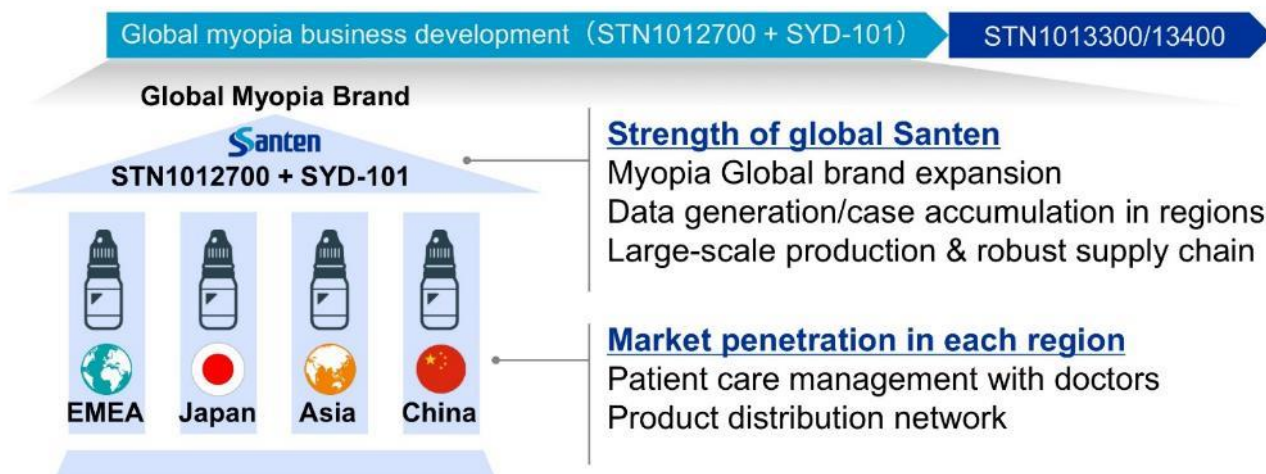 Global myopia business development（STN1012700 + SYD-101）
STN1013300/13400
Global Myopia Brand
Santen
STN1012700 + SYD-101
EMEA
Japan
Asia
China
Strength of global Santen
Myopia Global brand expansion
Data generation/case accumulation in regions
Large-scale production & robust supply chain
Market penetration in each region
Patient care management with doctors
Product distribution network